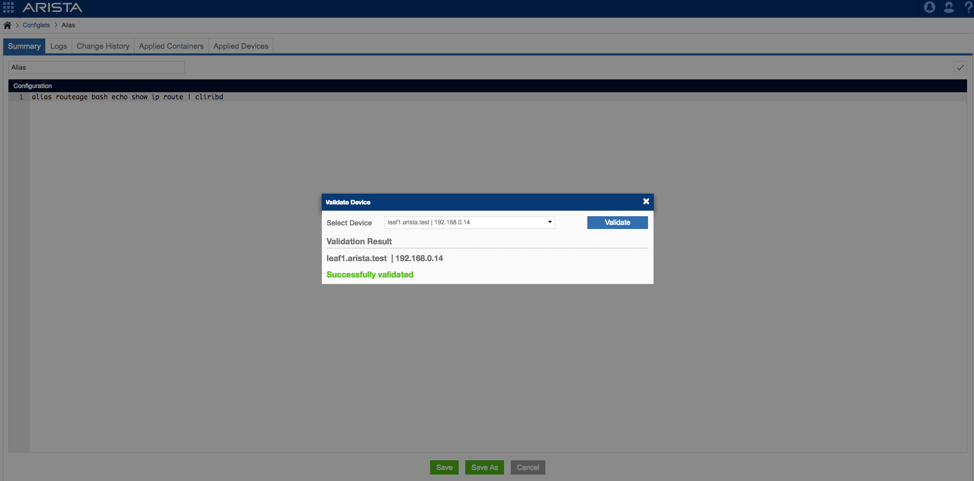 ARISTA
?
> Configlets > Alias
Summary Logs Change History Applied Containers Applied Devices
Alias
Configuration
1 alias routeage bash echo show ip route | cliribd
Validate Device
Select Device leaf1.arista.test | 192.168.0.14 Validate
Validation Result
leaf1.arista.test | 192.168.0.14
Successfully validated
Save Save As Cancel